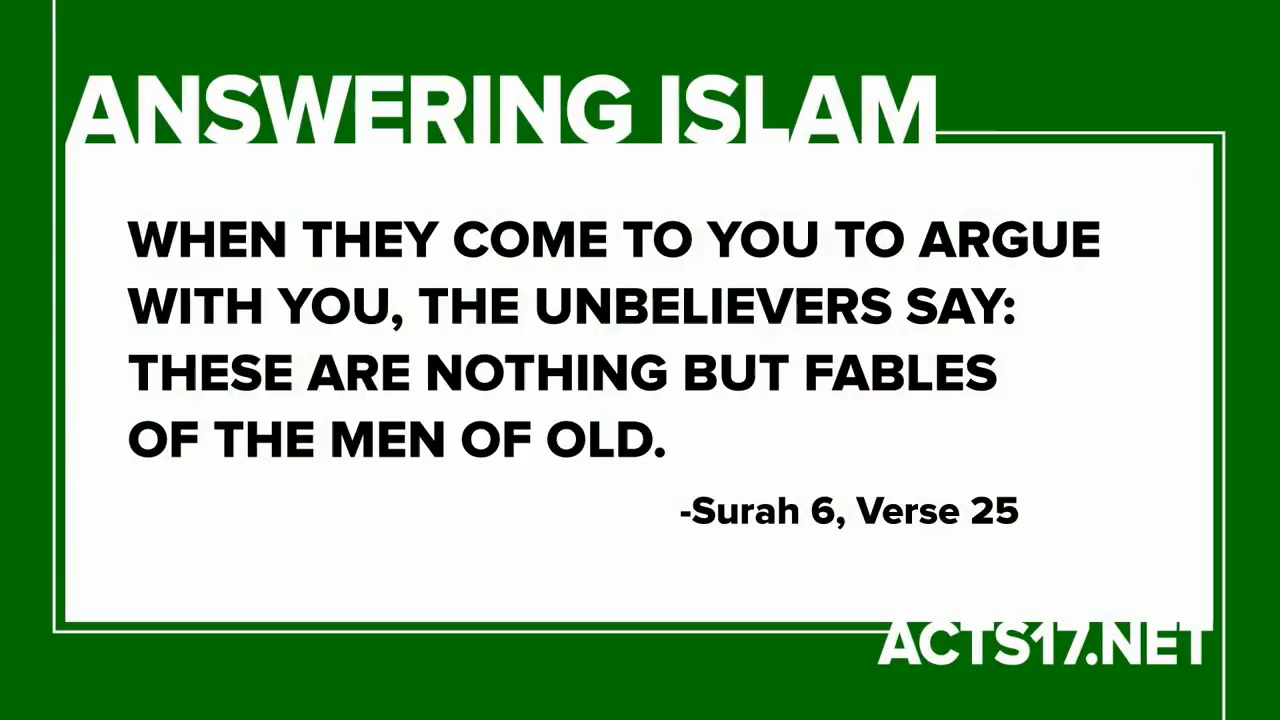 ANSWERING ISLAM
WHEN THEY COME TO YOU TO ARGUE
WITH YOU, THE UNBELIEVERS SAY:
THESE ARE NOTHING BUT FABLES
OF THE MEN OF OLD.
-Surah 6, Verse 25
ACTS17.NET